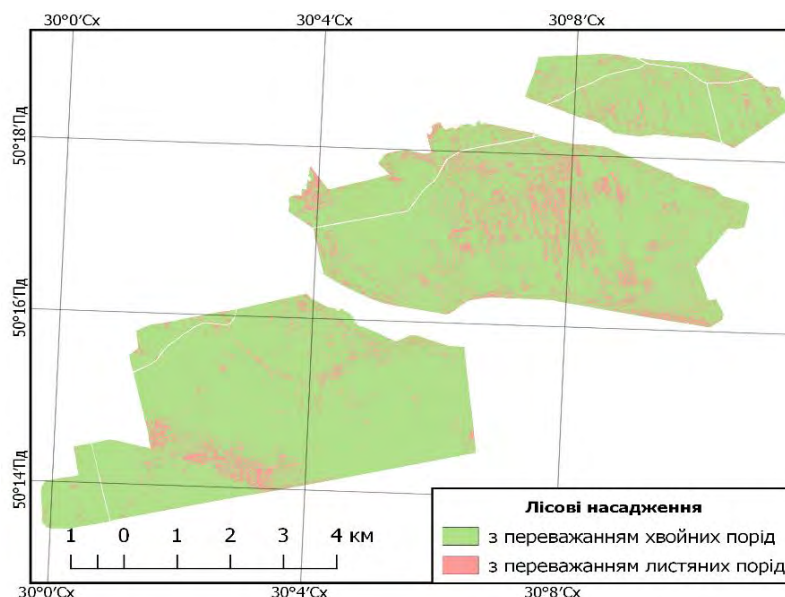 30°0'Сх 30°4'Сх 30°8'Сх
50°18'Пд
50°16'Пд
50°14'Пд
1 0 1 2 3 4 км
Лісові насадження
з переважанням хвойних порід
з переважанням листяних порід
30°0'Сх 30°4'Сх 30°8'Сх